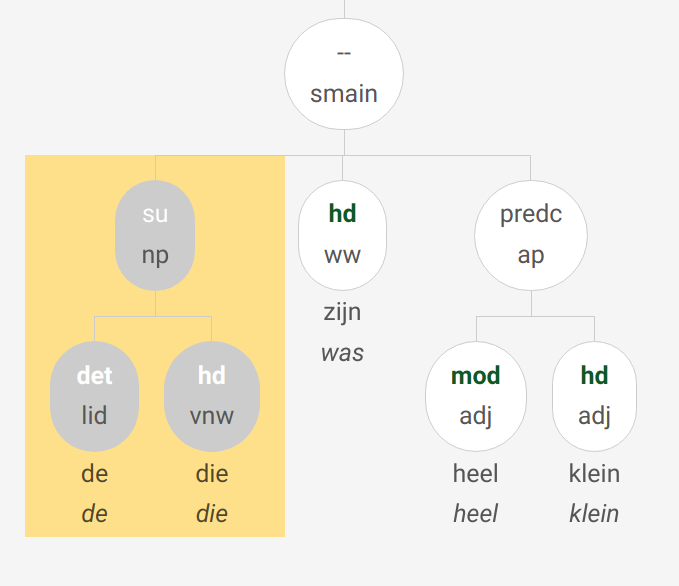 --
smain
su hd predc
np ww ap
zijn
was
det hd mod hd
lid vnw adj adj
de die heel klein
de die heel klein